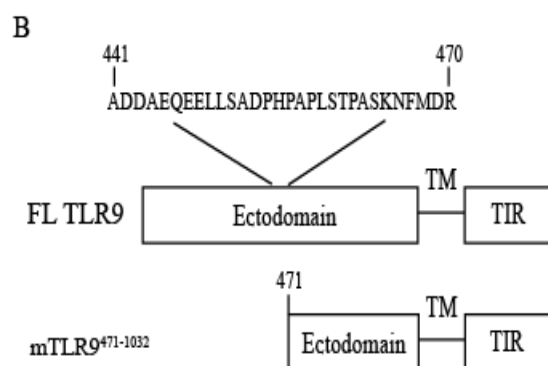 B
441 470
ADDAEQEELLSADPHPAPLSTPASKNFMDR
TM
FL TLR9 Ectodomain TIR
471
TM
mTLR9471-1032 Ectodomain TIR